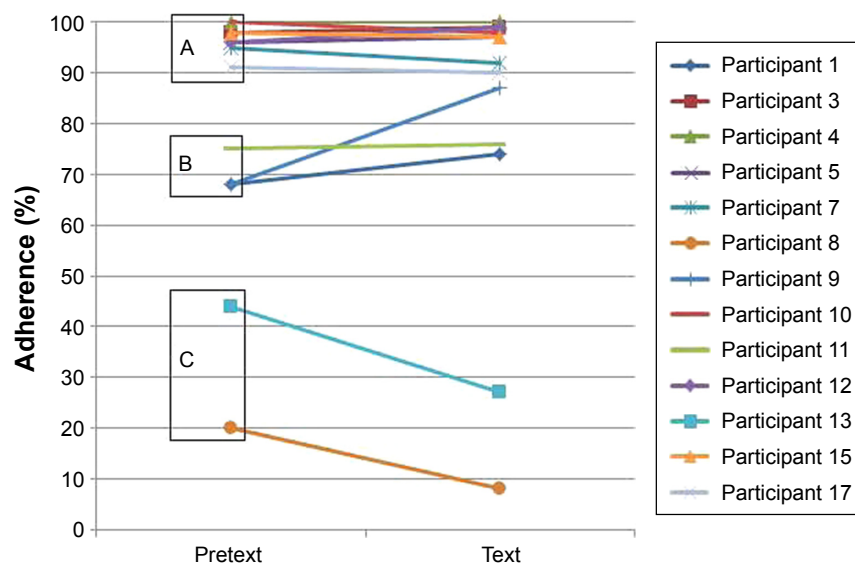 100
90
80
70
60
50
40
30
20
10
0
Adherence (%)
A
B
C
Pretext
Text
Participant 1
Participant 3
Participant 4
Participant 5
Participant 7
Participant 8
Participant 9
Participant 10
Participant 11
Participant 12
Participant 13
Participant 15
Participant 17